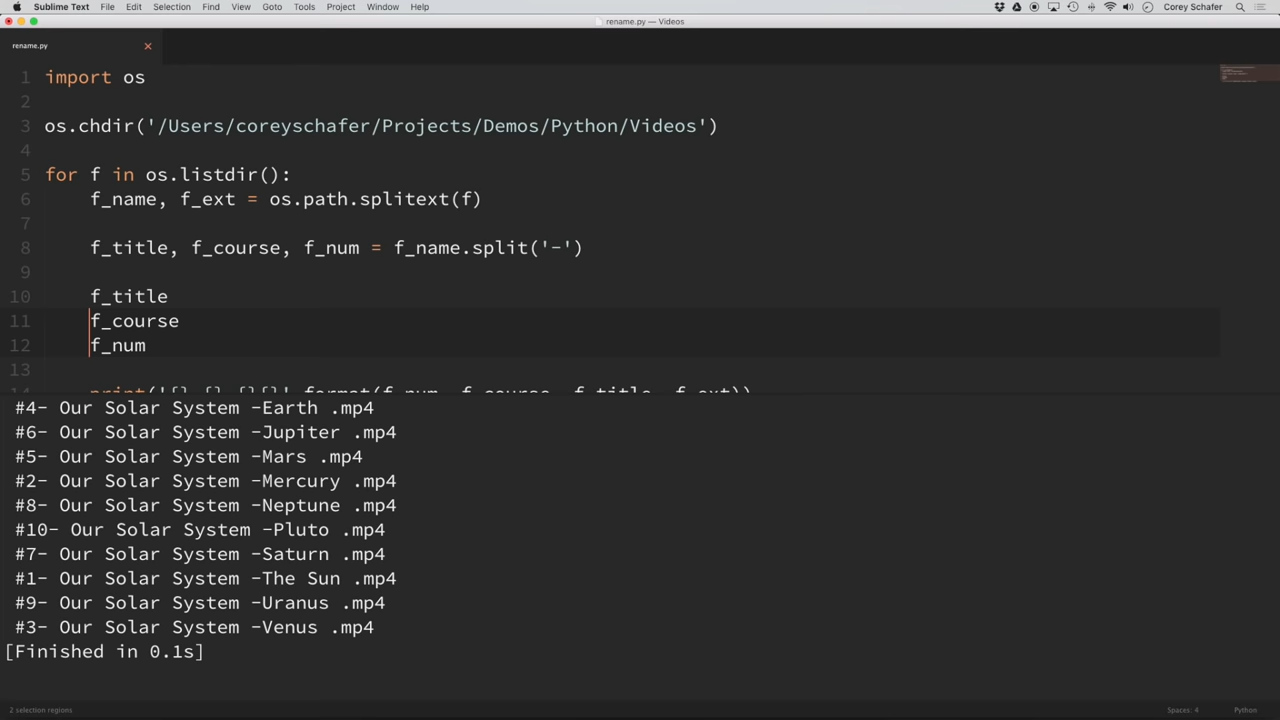 Sublime Text File Edit Selection Find View Goto Tools Project Window Help Corey Schafer
rename.py — Videos
rename.py
1 import os
2
3 os.chdir('/Users/coreyschafer/Projects/Demos/Python/Videos')
4
5 for f in os.listdir():
6 f_name, f_ext = os.path.splitext(f)
7
8 f_title, f_course, f_num = f_name.split('-')
9
10 f_title
11 f_course
12 f_num
13
14 print('{}-{}-{}{}'.format(f_num, f_course, f_title, f_ext))
#4- Our Solar System -Earth .mp4
#6- Our Solar System -Jupiter .mp4
#5- Our Solar System -Mars .mp4
#2- Our Solar System -Mercury .mp4
#8- Our Solar System -Neptune .mp4
#10- Our Solar System -Pluto .mp4
#7- Our Solar System -Saturn .mp4
#1- Our Solar System -The Sun .mp4
#9- Our Solar System -Uranus .mp4
#3- Our Solar System -Venus .mp4
[Finished in 0.1s]
2 selection regions Spaces: 4 Python